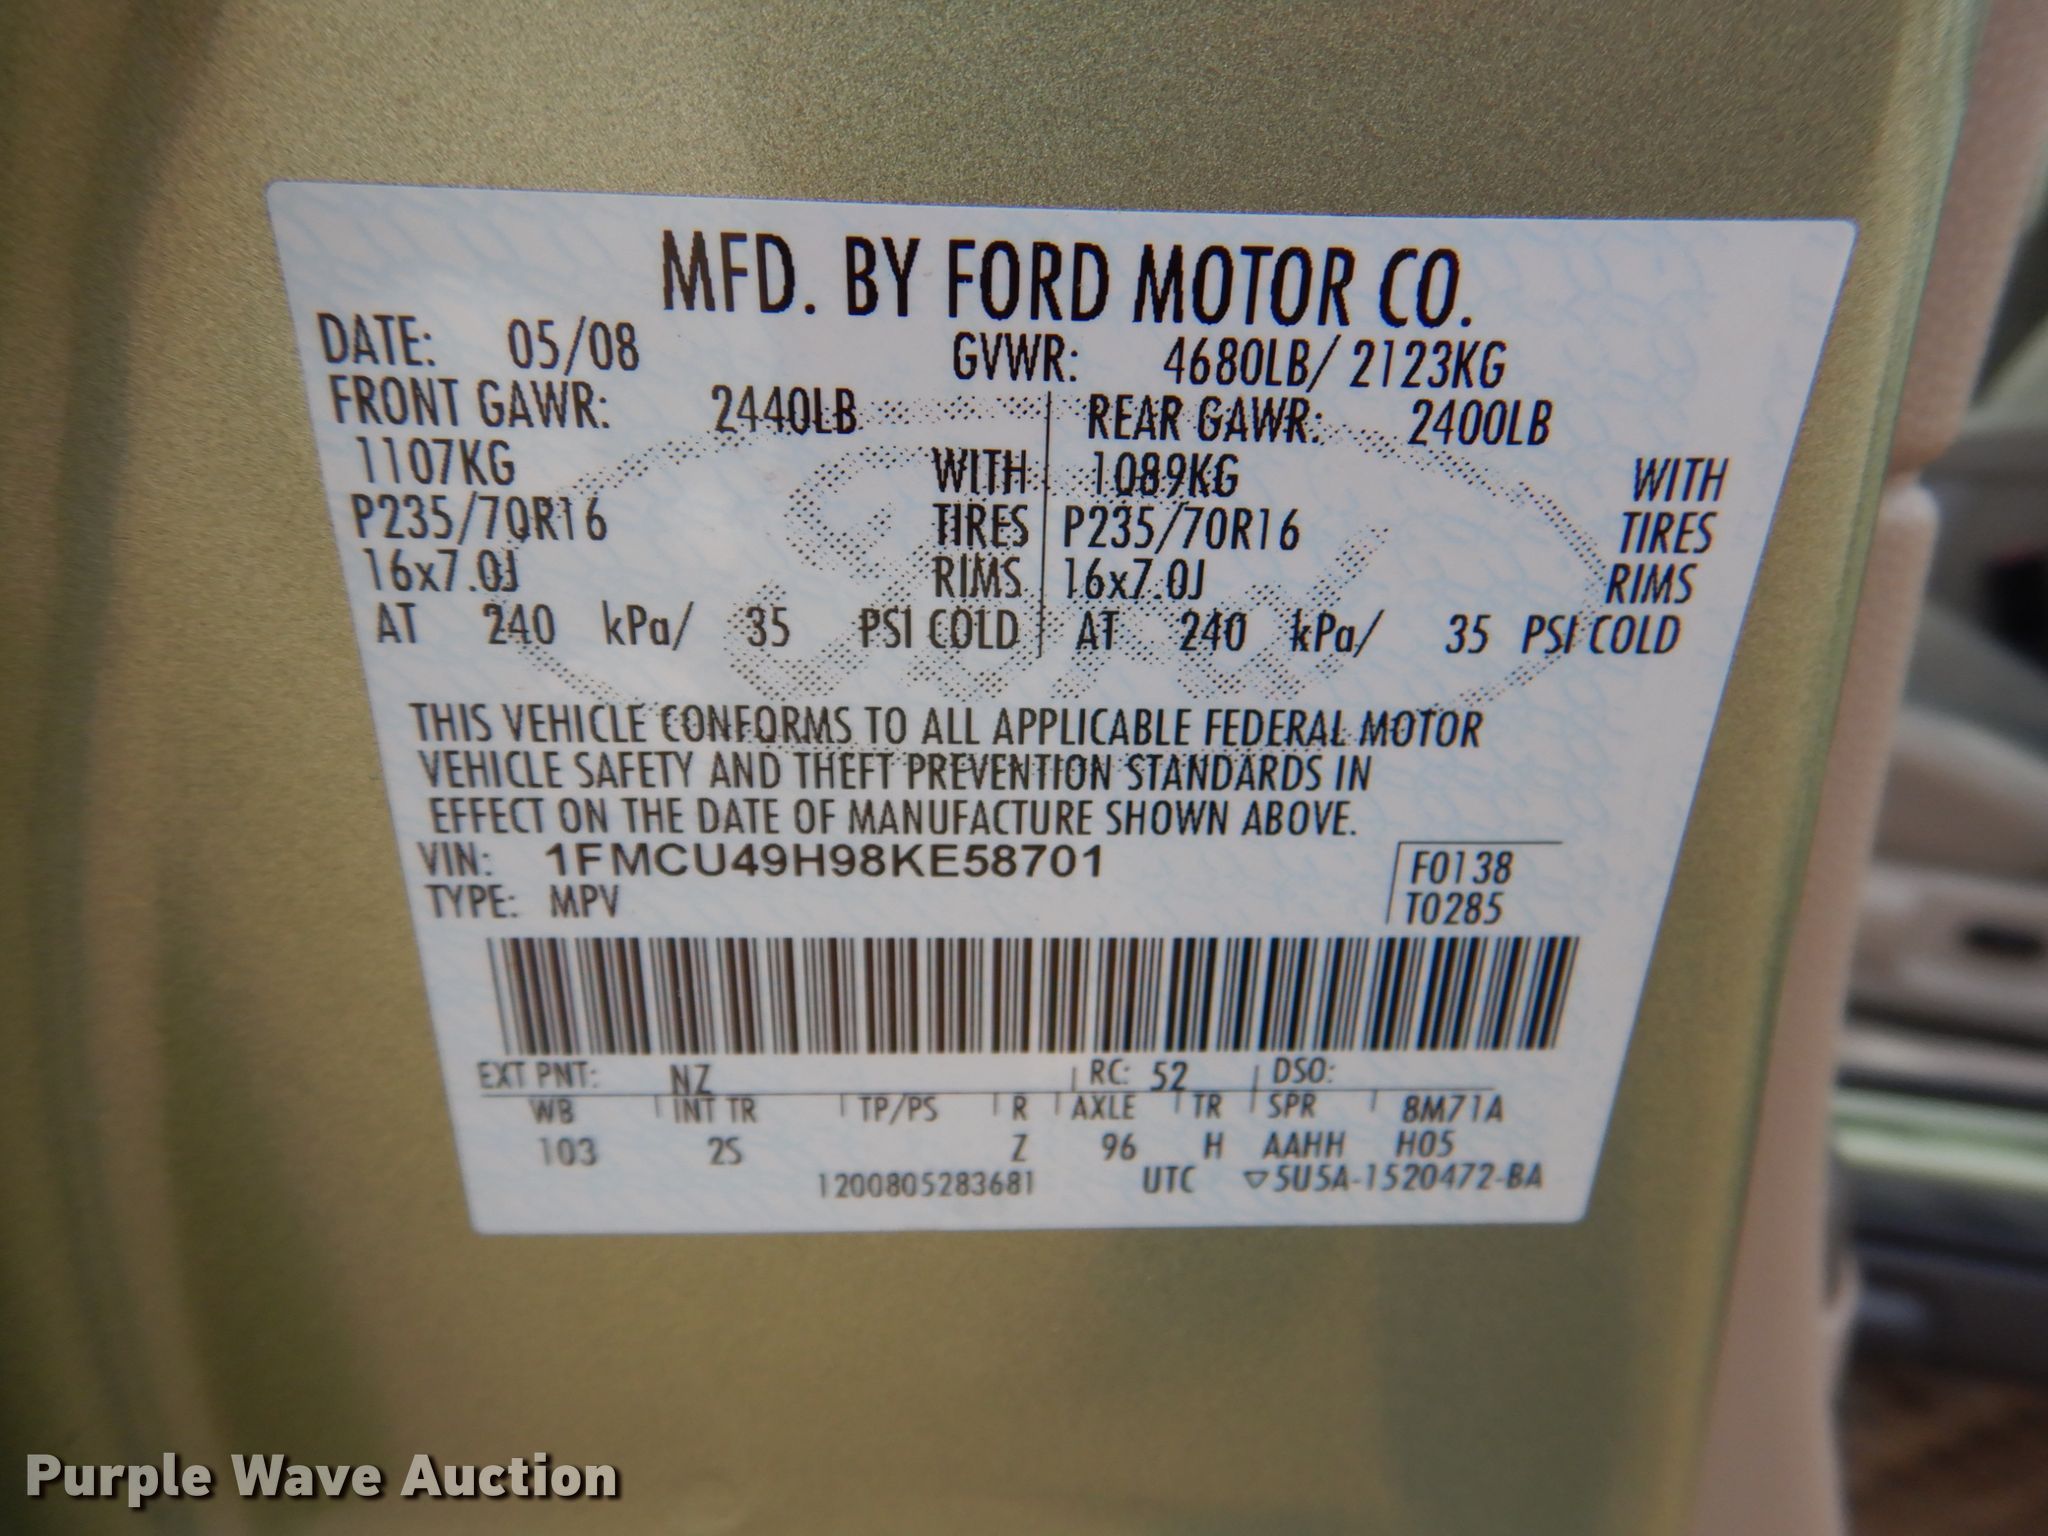 MFD. BY FORD MOTOR CO.
DATE: 05/08 GVWR: 4680LB/ 2123KG
FRONT GAWR: 2440LB REAR GAWR: 2400LB
1107KG WITH 1089KG WITH
P235/70R16 TIRES P235/70R16 TIRES
16x7.0J RIMS 16x7.0J RIMS
AT 240 kPa/ 35 PSI COLD AT 240 kPa/ 35 PSI COLD
Ford
THIS VEHICLE CONFORMS TO ALL APPLICABLE FEDERAL MOTOR
VEHICLE SAFETY AND THEFT PREVENTION STANDARDS IN
EFFECT ON THE DATE OF MANUFACTURE SHOWN ABOVE.
VIN: 1FMCU49H98KE58701 F0138
TYPE: MPV T0285
EXT PNT: NZ RC: 52 DSO:
WB INT TR TP/PS R AXLE TR SPR 8M71A
103 2S Z 96 H AAHH H05
1200805283681 UTC ▽5U5A-1520472-BA
Purple Wave Auction